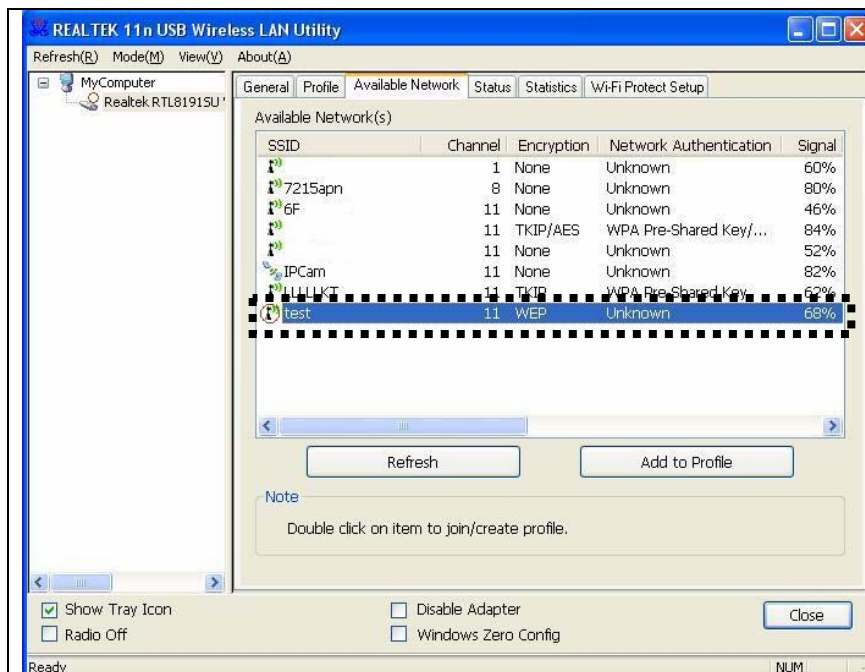 REALTEK 11n USB Wireless LAN Utility
Refresh(R) Mode(M) View(V) About(A)
MyComputer
Realtek RTL8191SU '
General Profile Available Network Status Statistics Wi-Fi Protect Setup
Available Network(s)
SSID Channel Encryption Network Authentication Signal
1 None Unknown 60%
7215apn 8 None Unknown 80%
6F 11 None Unknown 46%
11 TKIP/AES WPA Pre-Shared Key/... 84%
11 None Unknown 52%
IPCam 11 None Unknown 82%
11 TKIP WPA Pre-Shared Key 62%
test 11 WEP Unknown 68%
Refresh Add to Profile
Note
Double click on item to join/create profile.
Show Tray Icon Disable Adapter Close
Radio Off Windows Zero Config
Ready NUM